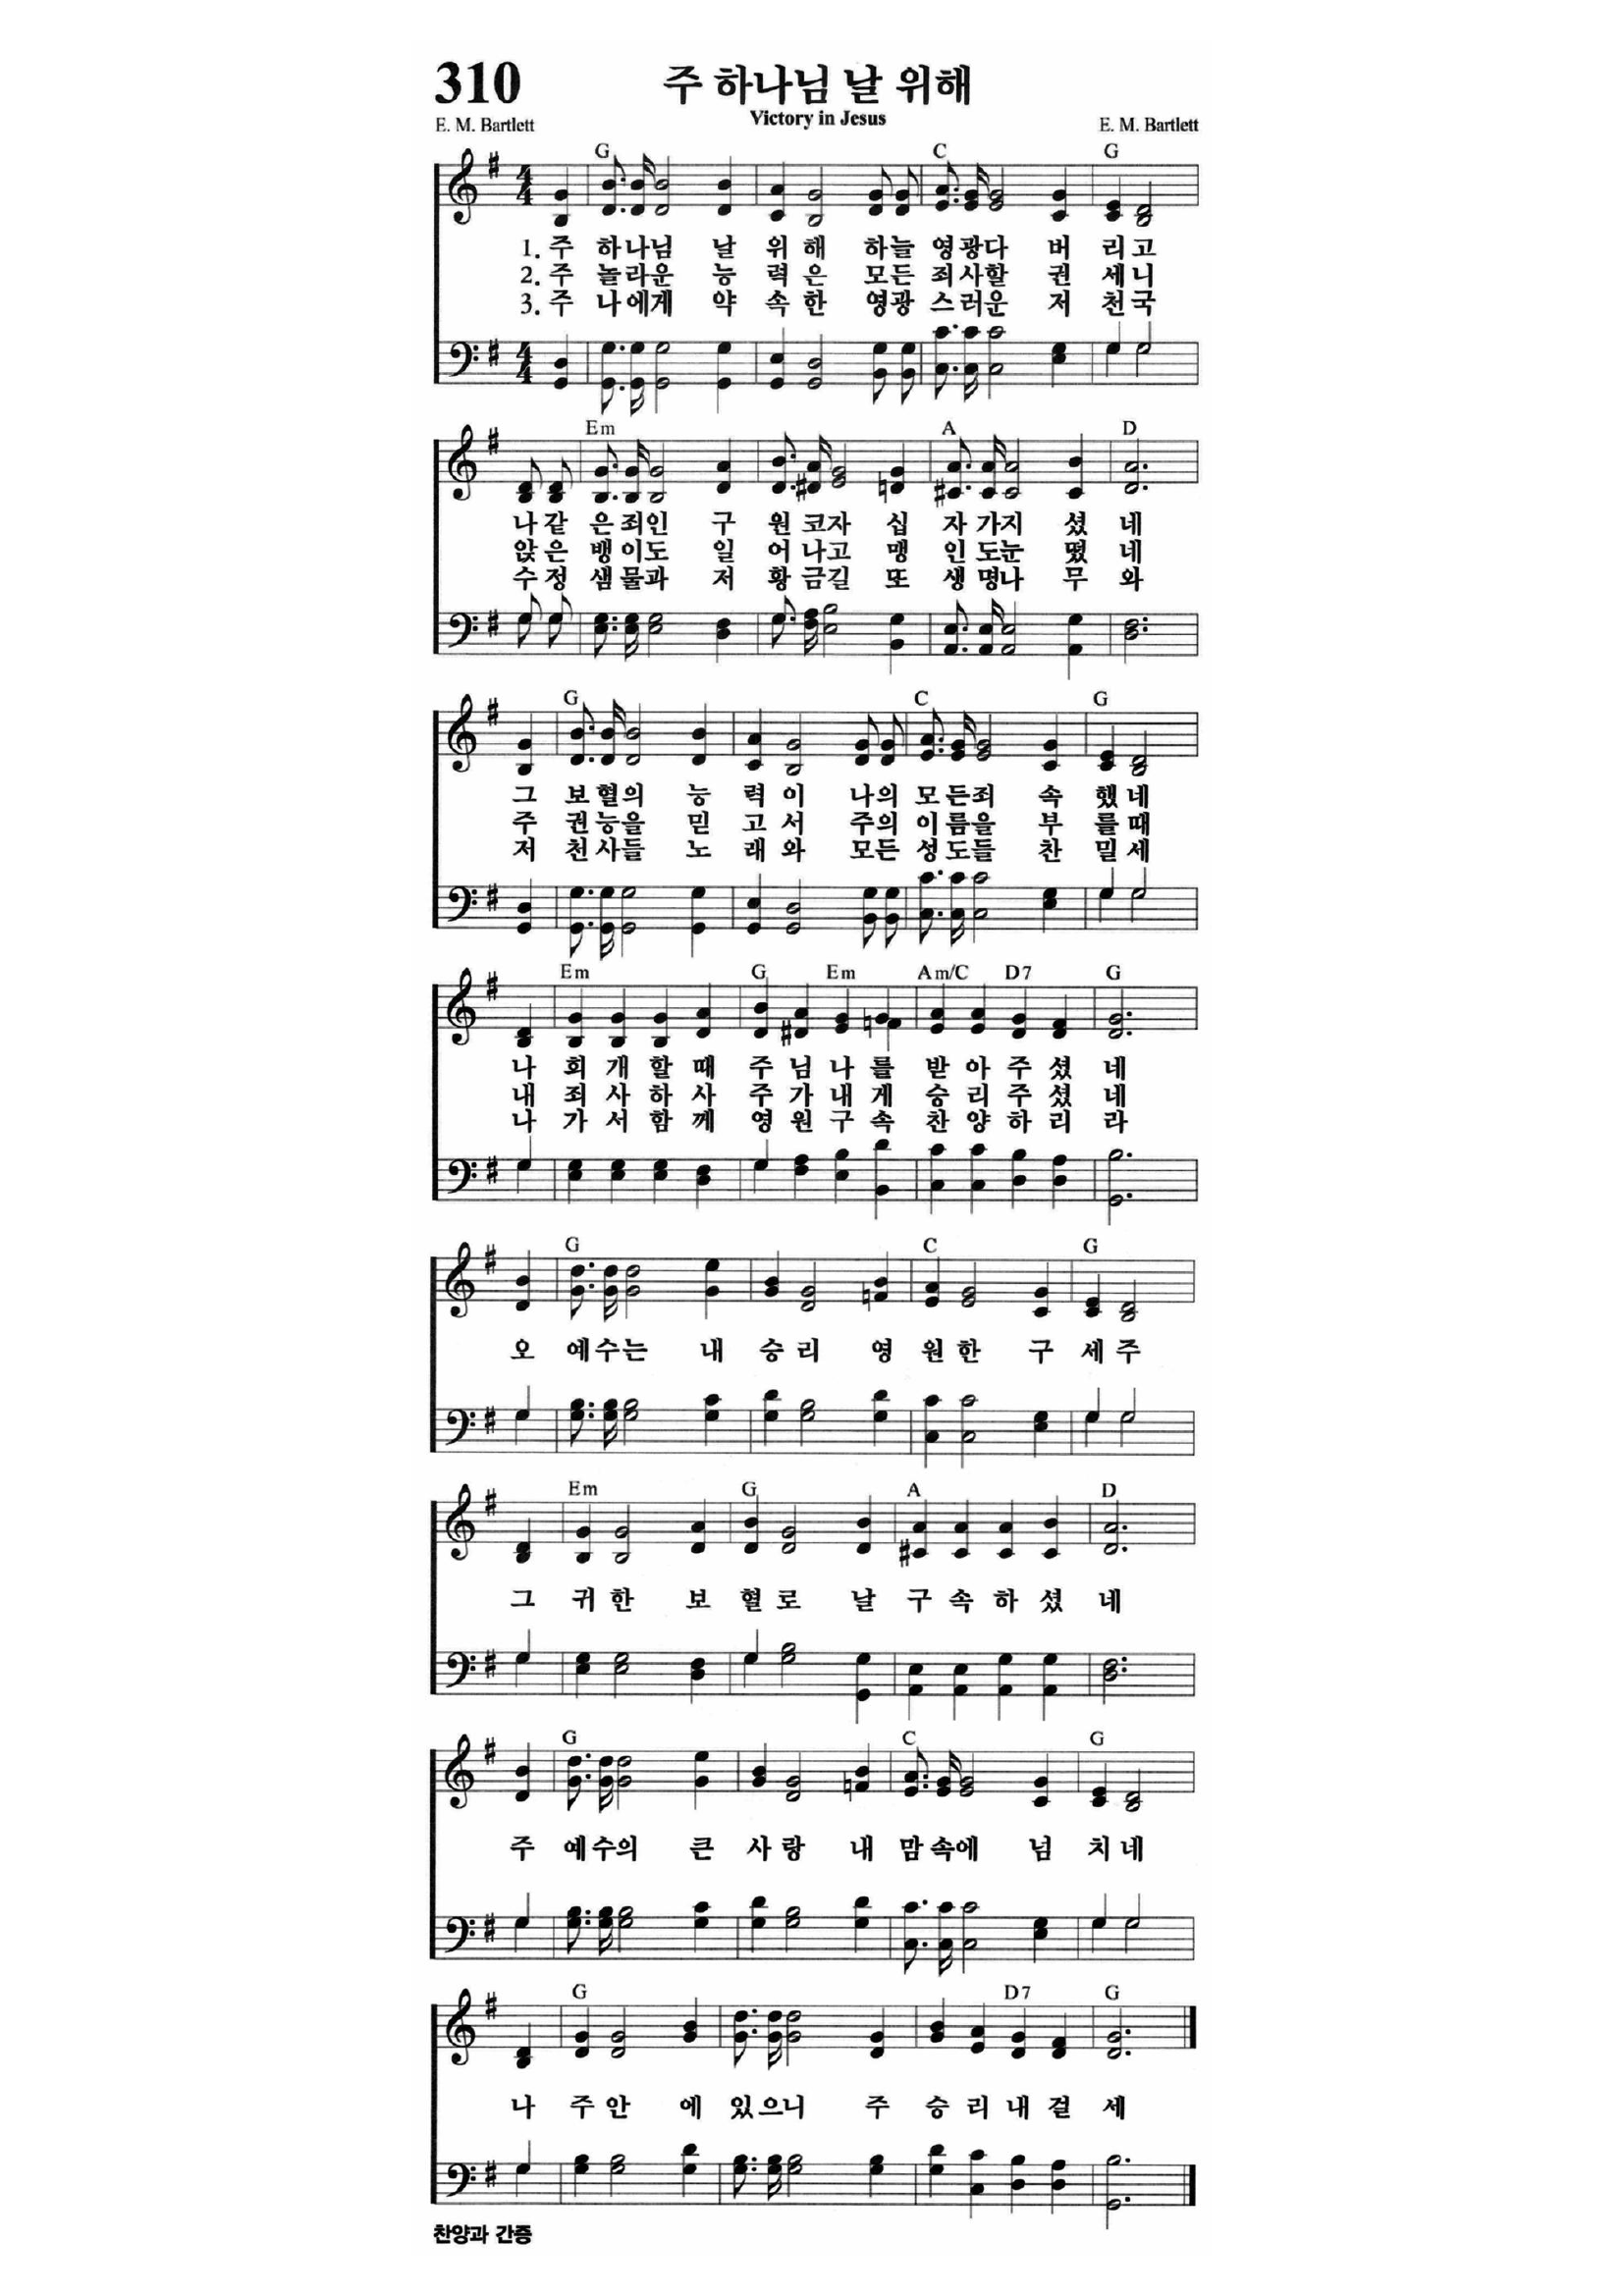 310
주 하나님 날 위해
Victory in Jesus
E. M. Bartlett
E. M. Bartlett
G C G
1. 주 하나님 날 위해 하늘 영광다 버리고
2. 주 놀라운 능력은 모든 죄사할 권세니
3. 주 나에게 약속한 영광 스러운 저 천국
Em A D
나같은죄인 구원코자 십자가지셨네
앉은뱅이도 일어나고 맹인도눈 떴네
수정샘물과 저 황금길 또 생명나무와
G C G
그 보혈의 능력이 나의 모든죄 속했네
주 권능을 믿고서 주의 이름을 부를때
저 천사들 노래와 모든 성도들 찬밀세
Em G Em Am/C D7 G
나 회개할때 주님나를 받아주셨네
내 죄사하사 주가내게 승리주셨네
나 가서함께 영원구속 찬양하리라
G C G
오 예수는 내 승리 영원한 구세주
Em G A D
그 귀한 보혈로 날 구속하셨네
G C G
주 예수의 큰 사랑 내 맘속에 넘치네
G D7 G
나 주안에 있으니 주 승리내걸세
찬양과 간증